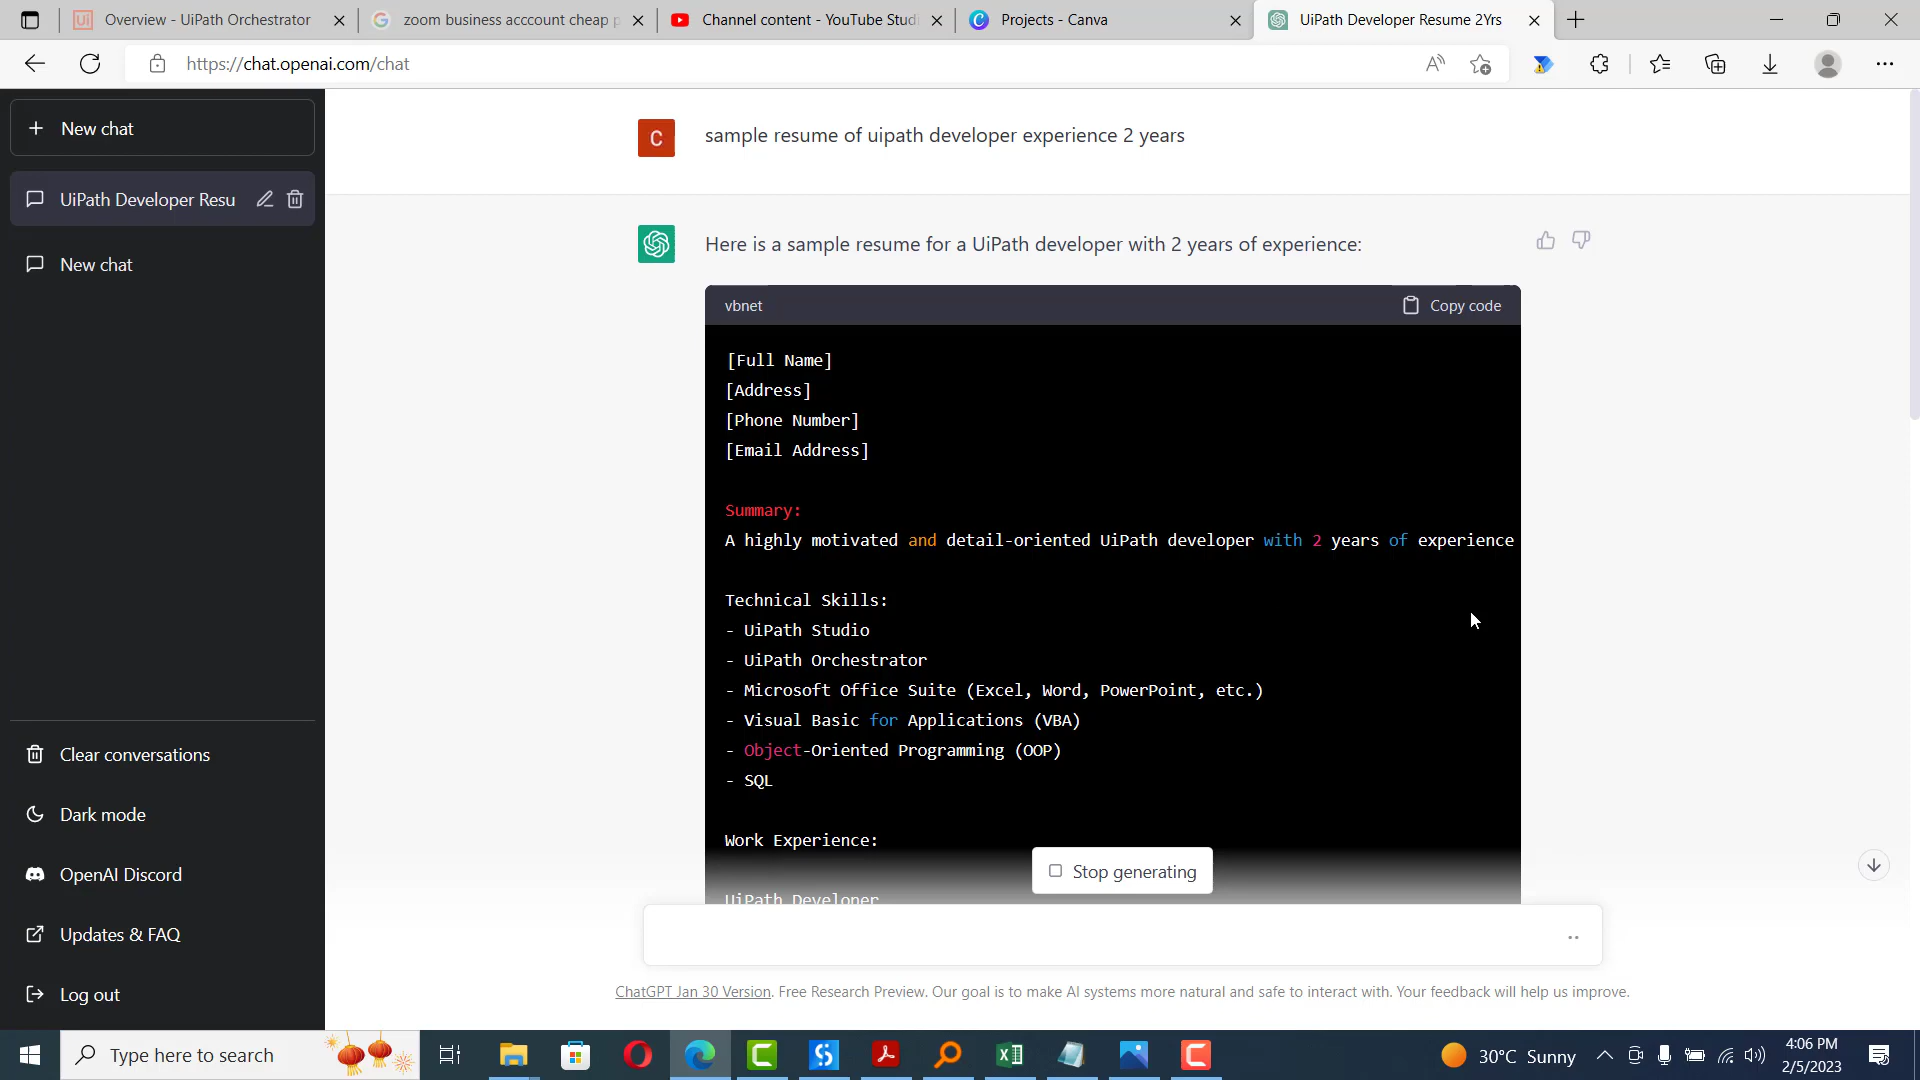 Overview - UiPath Orchestrator
zoom business acccount cheap p
Channel content - YouTube Stud
Projects - Canva
UiPath Developer Resume 2Yrs
https://chat.openai.com/chat
New chat
UiPath Developer Resu
New chat
C
sample resume of uipath developer experience 2 years
Here is a sample resume for a UiPath developer with 2 years of experience:
vbnet
Copy code
[Full Name]
[Address]
[Phone Number]
[Email Address]
Summary:
A highly motivated and detail-oriented UiPath developer with 2 years of experience
Technical Skills:
- UiPath Studio
- UiPath Orchestrator
- Microsoft Office Suite (Excel, Word, PowerPoint, etc.)
- Visual Basic for Applications (VBA)
- Object-Oriented Programming (OOP)
- SQL
Work Experience:
UiPath Developer
Stop generating
Clear conversations
Dark mode
OpenAI Discord
Updates & FAQ
Log out
ChatGPT Jan 30 Version. Free Research Preview. Our goal is to make AI systems more natural and safe to interact with. Your feedback will help us improve.
Type here to search
30°C Sunny
4:06 PM
2/5/2023